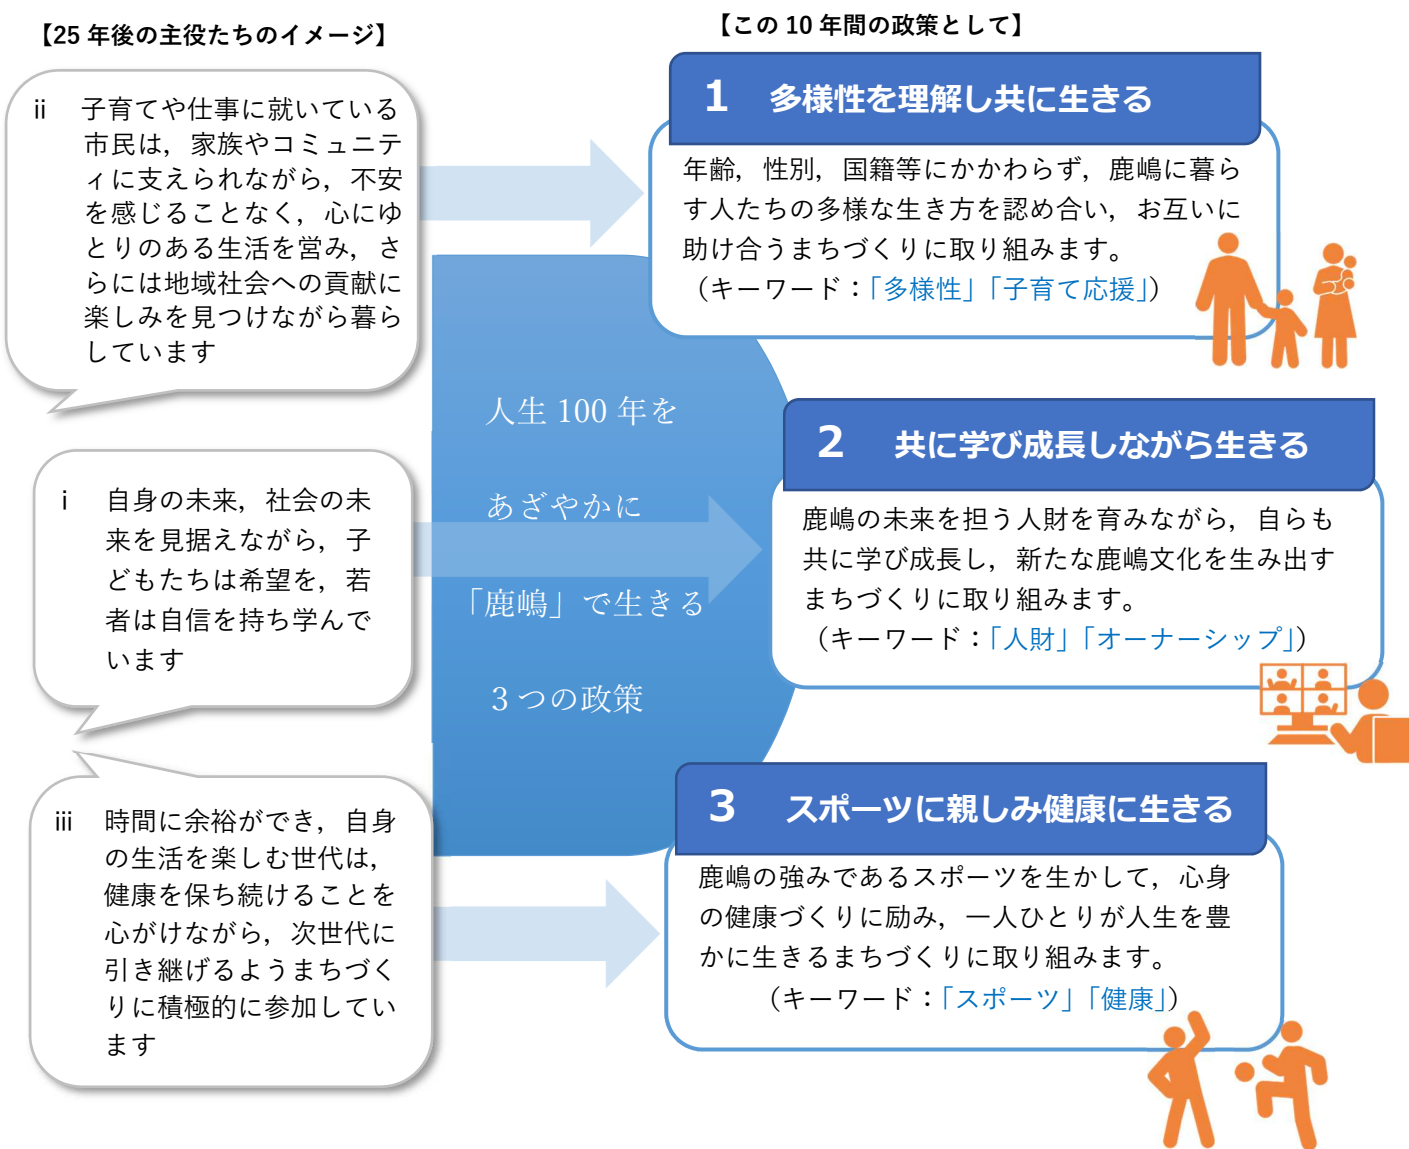 【25 年後の主役たちのイメージ】
ii 子育てや仕事に就いている
市民は，家族やコミュニテ
ィに支えられながら，不安
を感じることなく，心にゆ
とりのある生活を営み，さ
らには地域社会への貢献に
楽しみを見つけながら暮ら
しています
i 自身の未来，社会の未
来を見据えながら，子
どもたちは希望を，若
者は自信を持ち学んで
います
iii 時間に余裕ができ，自身
の生活を楽しむ世代は，
健康を保ち続けることを
心がけながら，次世代に
引き継げるようまちづく
りに積極的に参加してい
ます
人生 100 年を
あざやかに
「鹿嶋」で生きる
３つの政策
【この 10 年間の政策として】
1 多様性を理解し共に生きる
年齢，性別，国籍等にかかわらず，鹿嶋に暮ら
す人たちの多様な生き方を認め合い，お互いに
助け合うまちづくりに取り組みます。
（キーワード：「多様性」「子育て応援」）
2 共に学び成長しながら生きる
鹿嶋の未来を担う人財を育みながら，自らも
共に学び成長し，新たな鹿嶋文化を生み出す
まちづくりに取り組みます。
（キーワード：「人財」「オーナーシップ」）
3 スポーツに親しみ健康に生きる
鹿嶋の強みであるスポーツを生かして，心身
の健康づくりに励み，一人ひとりが人生を豊
かに生きるまちづくりに取り組みます。
（キーワード：「スポーツ」「健康」）